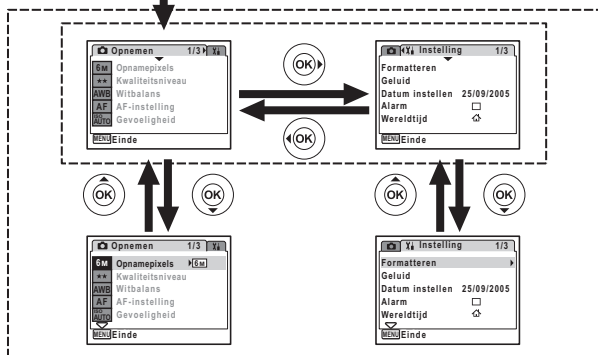 Opnemen 1/3
6M Opnamepixels
★★ Kwaliteitsniveau
AWB Witbalans
AF AF-instelling
ISO AUTO Gevoeligheid
MENU Einde
OK
OK
Instelling 1/3
Formatteren
Geluid
Datum instellen 25/09/2005
Alarm
Wereldtijd
MENU Einde
OK
OK
OK
OK
Opnemen 1/3
6M Opnamepixels 6M
★★ Kwaliteitsniveau
AWB Witbalans
AF AF-instelling
ISO AUTO Gevoeligheid
MENU Einde
Instelling 1/3
Formatteren
Geluid
Datum instellen 25/09/2005
Alarm
Wereldtijd
MENU Einde